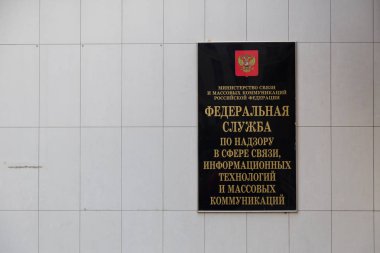 МИНИСТЕРСТВО СВЯЗИ
И МАССОВЫХ КОММУНИКАЦИЙ
РОССИЙСКОЙ ФЕДЕРАЦИИ
ФЕДЕРАЛЬНАЯ
СЛУЖБА
ПО НАДЗОРУ
В СФЕРЕ СВЯЗИ,
ИНФОРМАЦИОННЫХ
ТЕХНОЛОГИЙ
И МАССОВЫХ
КОММУНИКАЦИЙ